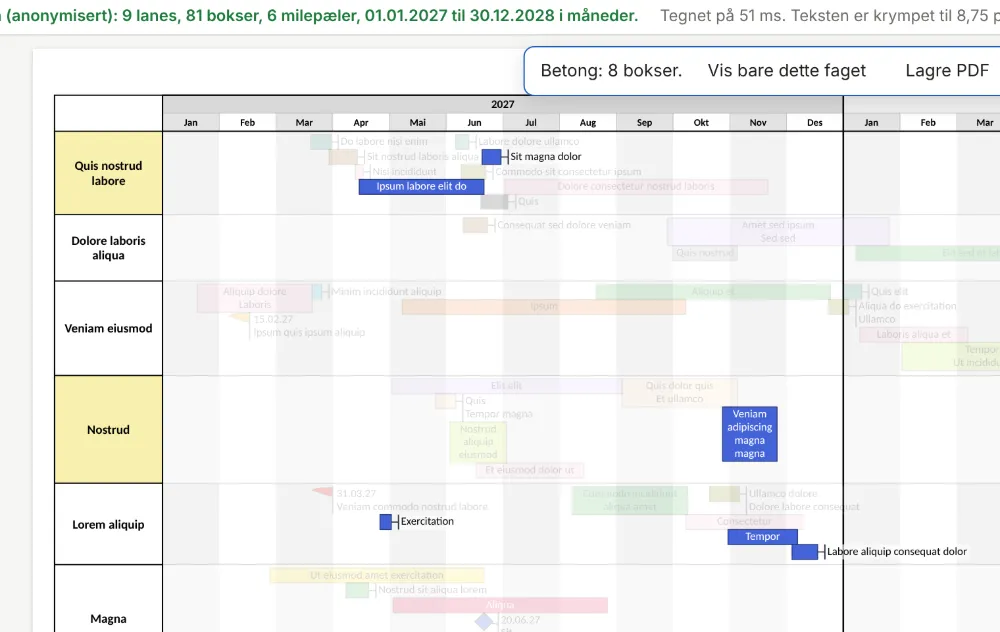 (anonymisert): 9 lanes, 81 bokser, 6 milepæler, 01.01.2027 til 30.12.2028 i måneder. Tegnet på 51 ms. Teksten er krympet til 8,75 p
Betong: 8 bokser. Vis bare dette faget Lagre PDF
2027
Jan Feb Mar Apr Mai Jun Jul Aug Sep Okt Nov Des Jan Feb Mar
Quis nostrud
labore
Do labore nisi enim
Labore dolore ullamco
Sit nostrud laboris aliqua
Sit magna dolor
Nisi incididunt
Commodo sit consectetur ipsum
Ipsum labore elit do
Dolore consectetur nostrud laboris
Quis
Dolore laboris
aliqua
Consequat sed dolore veniam
Amet sed ipsum
Sed sed
Quis nostrud
Veniam eiusmod
Aliquip dolore
Laboris
Minim incididunt aliquip
Aliquip et
Quis elit
Ipsum
Aliqua do exercitation
Ullamco
15.02.27
Ipsum quis ipsum aliquip
Laboris aliqua et
Tempor
Ut incididu
Nostrud
Elit elit
Quis dolor quis
Et ullamco
Quis
Tempor magna
Nostrud
aliquip
eiusmod
Veniam
adipiscing
magna
magna
Et eiusmod dolor ut
Lorem aliquip
31.03.27
Veniam commodo nostrud labore
Commodo incididunt
aliqua amet
Ullamco dolore
Dolore labore consequat
Exercitation
Consectetur
Tempor
Labore aliquip consequat dolor
Magna
Ut eiusmod amet exercitation
Nostrud sit aliqua lorem
Aliqua
20.06.27